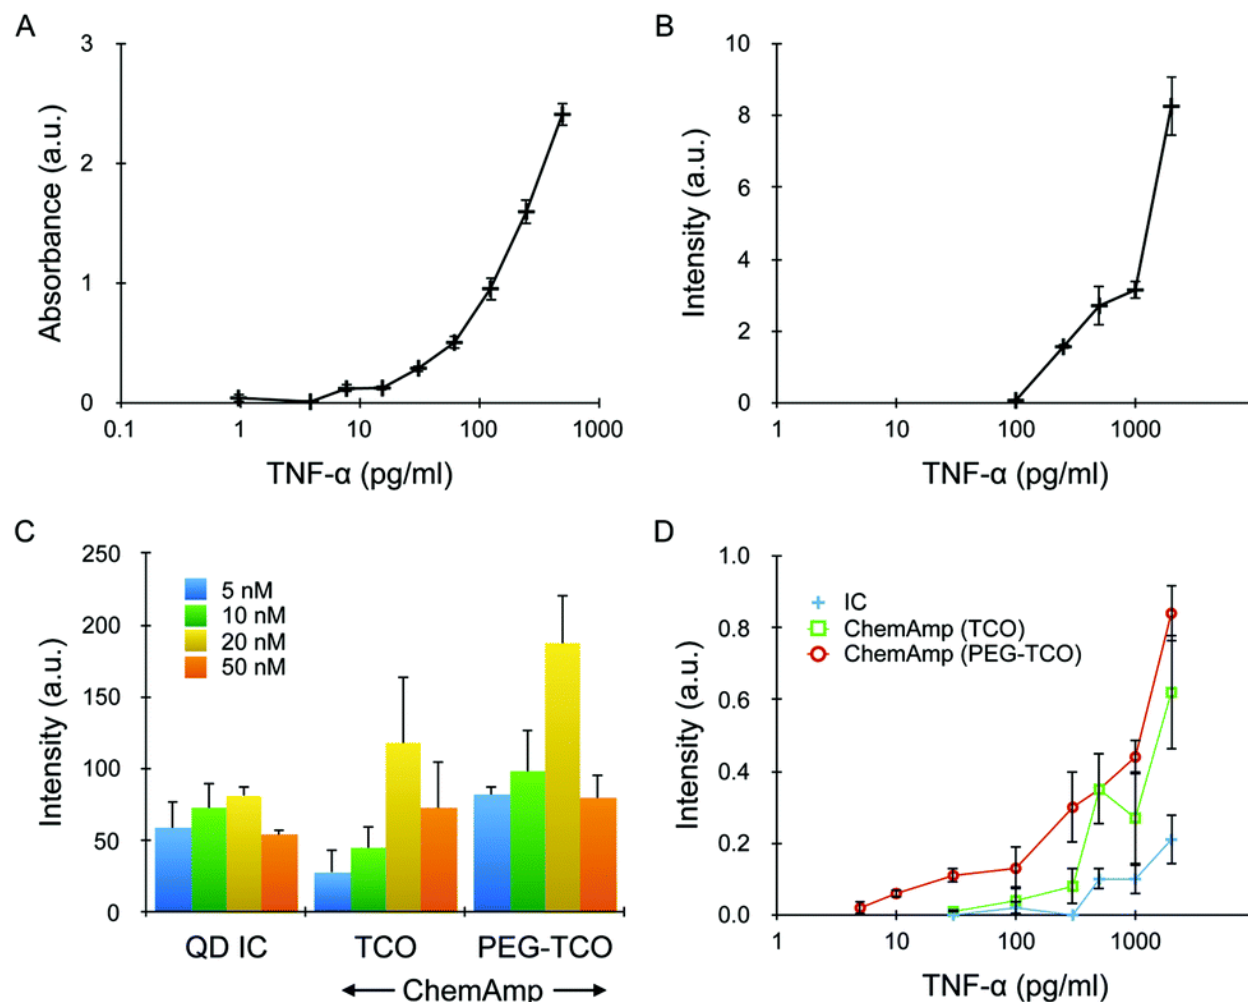 A
3
2
1
0
Absorbance (a.u.)
0.1 1 10 100 1000
TNF-α (pg/ml)
B
10
8
6
4
2
0
Intensity (a.u.)
1 10 100 1000
TNF-α (pg/ml)
C
250
200
150
100
50
0
Intensity (a.u.)
5 nM
10 nM
20 nM
50 nM
QD IC TCO PEG-TCO
ChemAmp
D
1.0
0.8
0.6
0.4
0.2
0.0
Intensity (a.u.)
IC
ChemAmp (TCO)
ChemAmp (PEG-TCO)
1 10 100 1000
TNF-α (pg/ml)